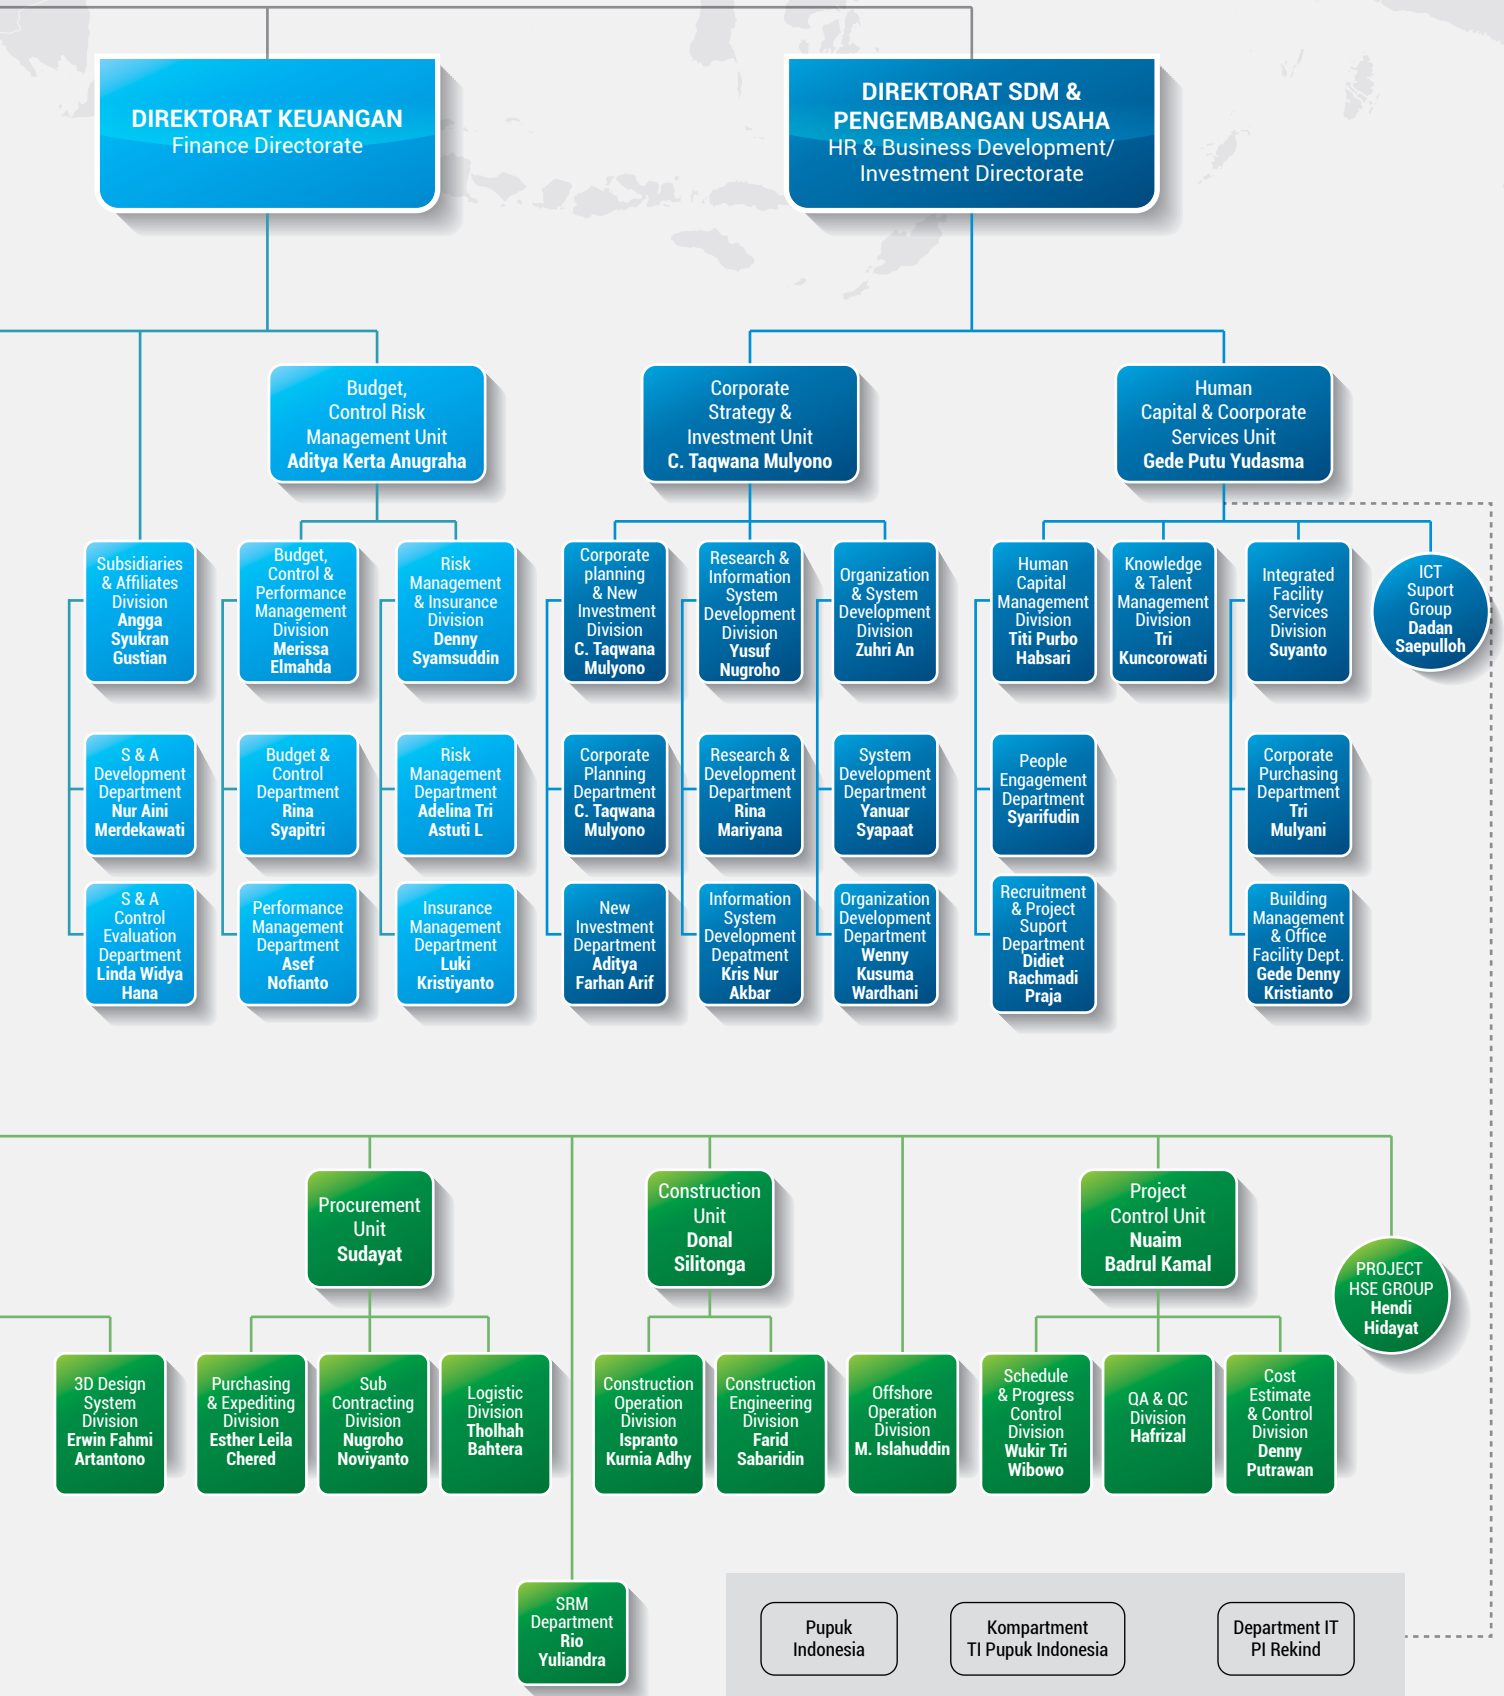 DIREKTORAT KEUANGAN
Finance Directorate
DIREKTORAT SDM &
PENGEMBANGAN USAHA
HR & Business Development/
Investment Directorate
Budget,
Control Risk
Management Unit
Aditya Kerta Anugraha
Corporate
Strategy &
Investment Unit
C. Taqwana Mulyono
Human
Capital & Coorporate
Services Unit
Gede Putu Yudasma
Subsidiaries
& Affiliates
Division
Angga
Syukran
Gustian
Budget,
Control &
Performance
Management
Division
Merissa
Elmahda
Risk
Management
& Insurance
Division
Denny
Syamsuddin
Corporate
planning
& New
Investment
Division
C. Taqwana
Mulyono
Research &
Information
System
Development
Division
Yusuf
Nugroho
Organization
& System
Development
Division
Zuhri An
Human
Capital
Management
Division
Titi Purbo
Habsari
Knowledge
& Talent
Management
Division
Tri
Kuncorowati
Integrated
Facility
Services
Division
Suyanto
ICT
Suport
Group
Dadan
Saepulloh
S & A
Development
Department
Nur Aini
Merdekawati
Budget &
Control
Department
Rina
Syapitri
Risk
Management
Department
Adelina Tri
Astuti L
Corporate
Planning
Department
C. Taqwana
Mulyono
Research &
Development
Department
Rina
Mariyana
System
Development
Department
Yanuar
Syapaat
People
Engagement
Department
Syarifudin
Corporate
Purchasing
Department
Tri
Mulyani
S & A
Control
Evaluation
Department
Linda Widya
Hana
Performance
Management
Department
Asef
Nofianto
Insurance
Management
Department
Luki
Kristiyanto
New
Investment
Department
Aditya
Farhan Arif
Information
System
Development
Depatment
Kris Nur
Akbar
Organization
Development
Department
Wenny
Kusuma
Wardhani
Recruitment
& Project
Suport
Department
Didiet
Rachmadi
Praja
Building
Management
& Office
Facility Dept.
Gede Denny
Kristianto
Procurement
Unit
Sudayat
Construction
Unit
Donal
Silitonga
Project
Control Unit
Nuaim
Badrul Kamal
PROJECT
HSE GROUP
Hendi
Hidayat
3D Design
System
Division
Erwin Fahmi
Artantono
Purchasing
& Expediting
Division
Esther Leila
Chered
Sub
Contracting
Division
Nugroho
Noviyanto
Logistic
Division
Tholhah
Bahtera
Construction
Operation
Division
Ispranto
Kurnia Adhy
Construction
Engineering
Division
Farid
Sabaridin
Offshore
Operation
Division
M. Islahuddin
Schedule
& Progress
Control
Division
Wukir Tri
Wibowo
QA & QC
Division
Hafrizal
Cost
Estimate
& Control
Division
Denny
Putrawan
SRM
Department
Rio
Yuliandra
Pupuk
Indonesia
Kompartment
TI Pupuk Indonesia
Department IT
PI Rekind